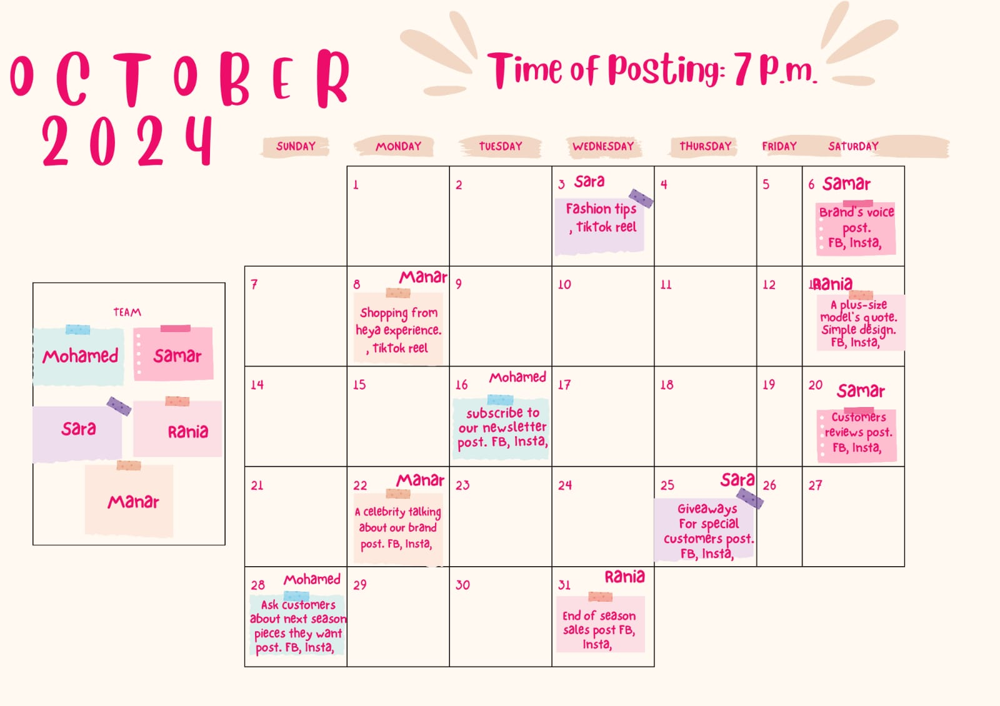 OCTOBER
2024
Time of Posting: 7 P.m.
SUNDAY MONDAY TUESDAY WEDNESDAY THURSDAY FRIDAY SATURDAY
1 2 3 Sara 4 5 6 Samar
Fashion tips
, TikTok reel
Brand's voice
post.
FB, Insta,
7 8 Manar 9 10 11 12 Rania
Shopping from
heya experience.
, TikTok reel
A plus-size
model's quote.
Simple design.
FB, Insta,
14 15 16 Mohamed 17 18 19 20 Samar
subscribe to
our newsletter
post. FB, Insta,
Customers
reviews post.
FB, Insta,
21 22 Manar 23 24 25 Sara 26 27
A celebrity talking
about our brand
post. FB, Insta,
Giveaways
For special
customers post.
FB, Insta,
28 Mohamed 29 30 31 Rania
Ask customers
about next season
pieces they want
post. FB, Insta,
End of season
sales post FB,
Insta,
TEAM
Mohamed Samar
Sara Rania
Manar